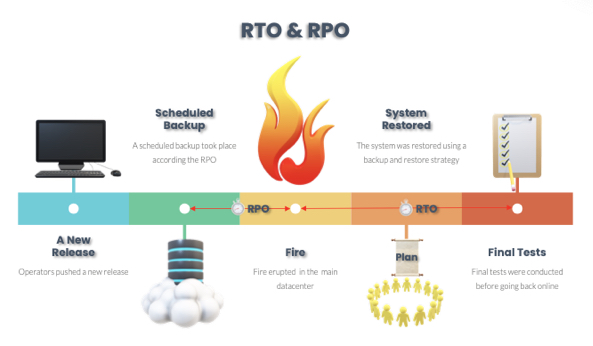 RTO & RPO
Scheduled
Backup
A scheduled backup took place
according the RPO
System
Restored
The system was restored using a
backup and restore strategy
RPO
RTO
A New
Release
Operators pushed a new release
Fire
Fire erupted in the main
datacenter
Plan
Final Tests
Final tests were conducted
before going back online